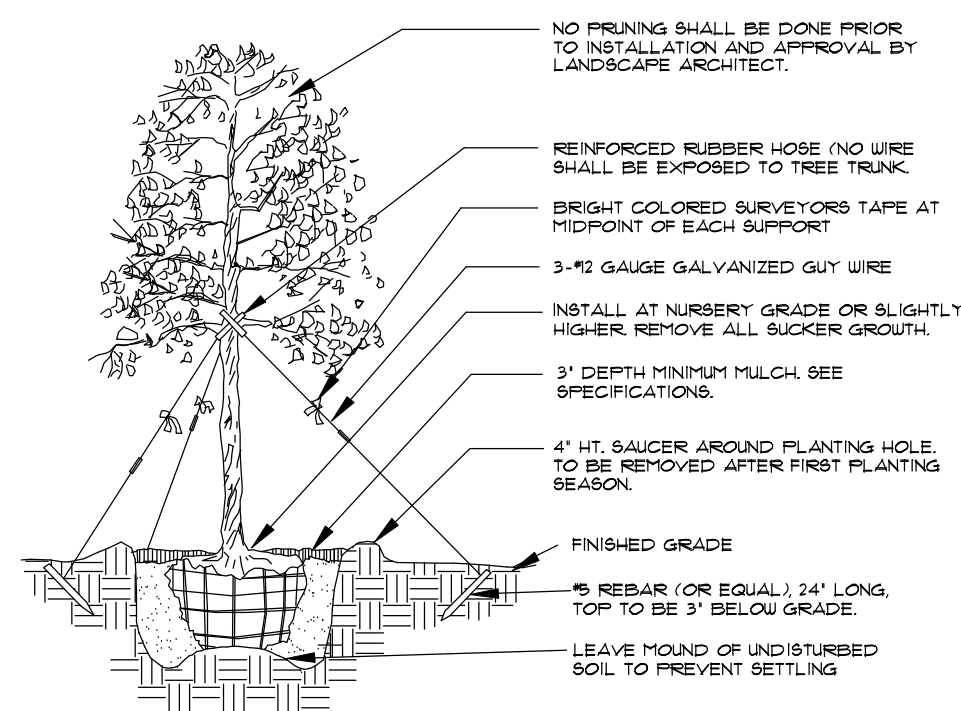 NO PRUNING SHALL BE DONE PRIOR
TO INSTALLATION AND APPROVAL BY
LANDSCAPE ARCHITECT.
REINFORCED RUBBER HOSE (NO WIRE
SHALL BE EXPOSED TO TREE TRUNK.
BRIGHT COLORED SURVEYORS TAPE AT
MIDPOINT OF EACH SUPPORT
3-#12 GAUGE GALVANIZED GUY WIRE
INSTALL AT NURSERY GRADE OR SLIGHTLY
HIGHER. REMOVE ALL SUCKER GROWTH.
3" DEPTH MINIMUM MULCH. SEE
SPECIFICATIONS.
4" HT. SAUCER AROUND PLANTING HOLE.
TO BE REMOVED AFTER FIRST PLANTING
SEASON.
FINISHED GRADE
#5 REBAR (OR EQUAL), 24" LONG,
TOP TO BE 3" BELOW GRADE.
LEAVE MOUND OF UNDISTURBED
SOIL TO PREVENT SETTLING